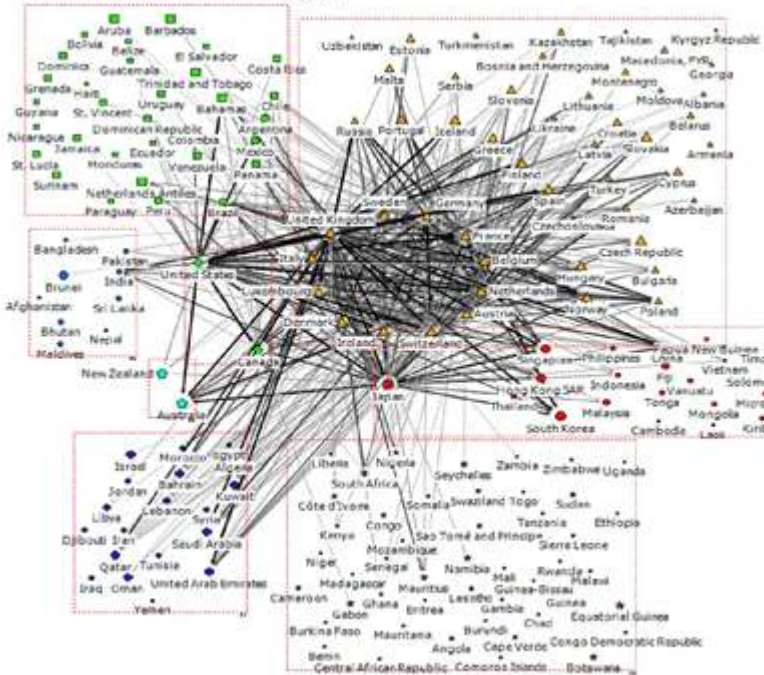 Aruba
Barbados
Bolivia
Belize
El Salvador
Dominica
Guatemala
Costa Rica
Grenada
Haiti
Trinidad and Tobago
Guyana
St. Vincent
Uruguay
Bahamas
Chile
Dominican Republic
Argentina
Nicaragua
Colombia
Jamaica
Ecuador
Mexico
St. Lucia
Honduras
Venezuela
Panama
Surinam
Netherlands Antilles
Paraguay
Peru
Brazil
Uzbekistan
Estonia
Turkmenistan
Kazakhstan
Tajikistan
Kyrgyz Republic
Bosnia and Herzegovina
Macedonia, FYR
Georgia
Malta
Serbia
Slovenia
Montenegro
Moldova
Albania
Lithuania
Russia
Portugal
Iceland
Ukraine
Croatia
Belarus
Greece
Latvia
Slovakia
Armenia
Finland
Spain
Turkey
Cyprus
Sweden
Germany
United Kingdom
Czechoslovakia
Romania
Azerbaijan
France
Italy
Belgium
Czech Republic
Luxembourg
Netherlands
Hungary
Bulgaria
Denmark
Austria
Norway
Poland
Ireland
Switzerland
Bangladesh
Pakistan
India
United States
Brunei
Afghanistan
Sri Lanka
Bhutan
Nepal
Maldives
Canada
New Zealand
Australia
Japan
Singapore
Philippines
China
Papua New Guinea
Timo
Vietnam
Hong Kong SAR
Indonesia
Fiji
Vanuatu
Solom
Thailand
Malaysia
Tonga
Micro
South Korea
Mongolia
Cambodia
Laos
Kirib
Morocco
Egypt
Israel
Algeria
Bahrain
Jordan
Kuwait
Lebanon
Libya
Syria
Djibouti
Iran
Saudi Arabia
Qatar
Tunisia
Iraq
Oman
United Arab Emirates
Yemen
Liberia
Nigeria
South Africa
Seychelles
Zambia
Zimbabwe
Uganda
Côte d'Ivoire
Somalia
Swaziland
Togo
Sudan
Congo
Kenya
Tanzania
Ethiopia
Mozambique
Sao Tomé and Principe
Sierra Leone
Niger
Senegal
Namibia
Rwanda
Madagascar
Mauritius
Mali
Malawi
Cameroon
Ghana
Lesotho
Guinea-Bissau
Gabon
Eritrea
Gambia
Guinea
Equatorial Guinea
Burkina Faso
Mauritana
Burundi
Chad
Benin
Angola
Cape Verde
Congo Democratic Republic
Central African Republic
Comoros Islands
Botswana